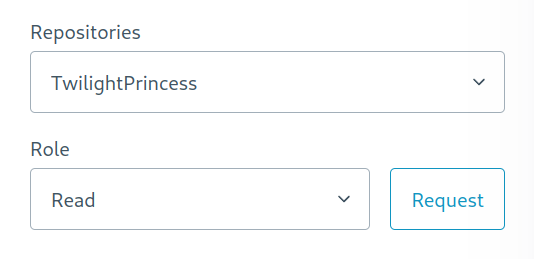 Repositories
TwilightPrincess
Role
Read
Request